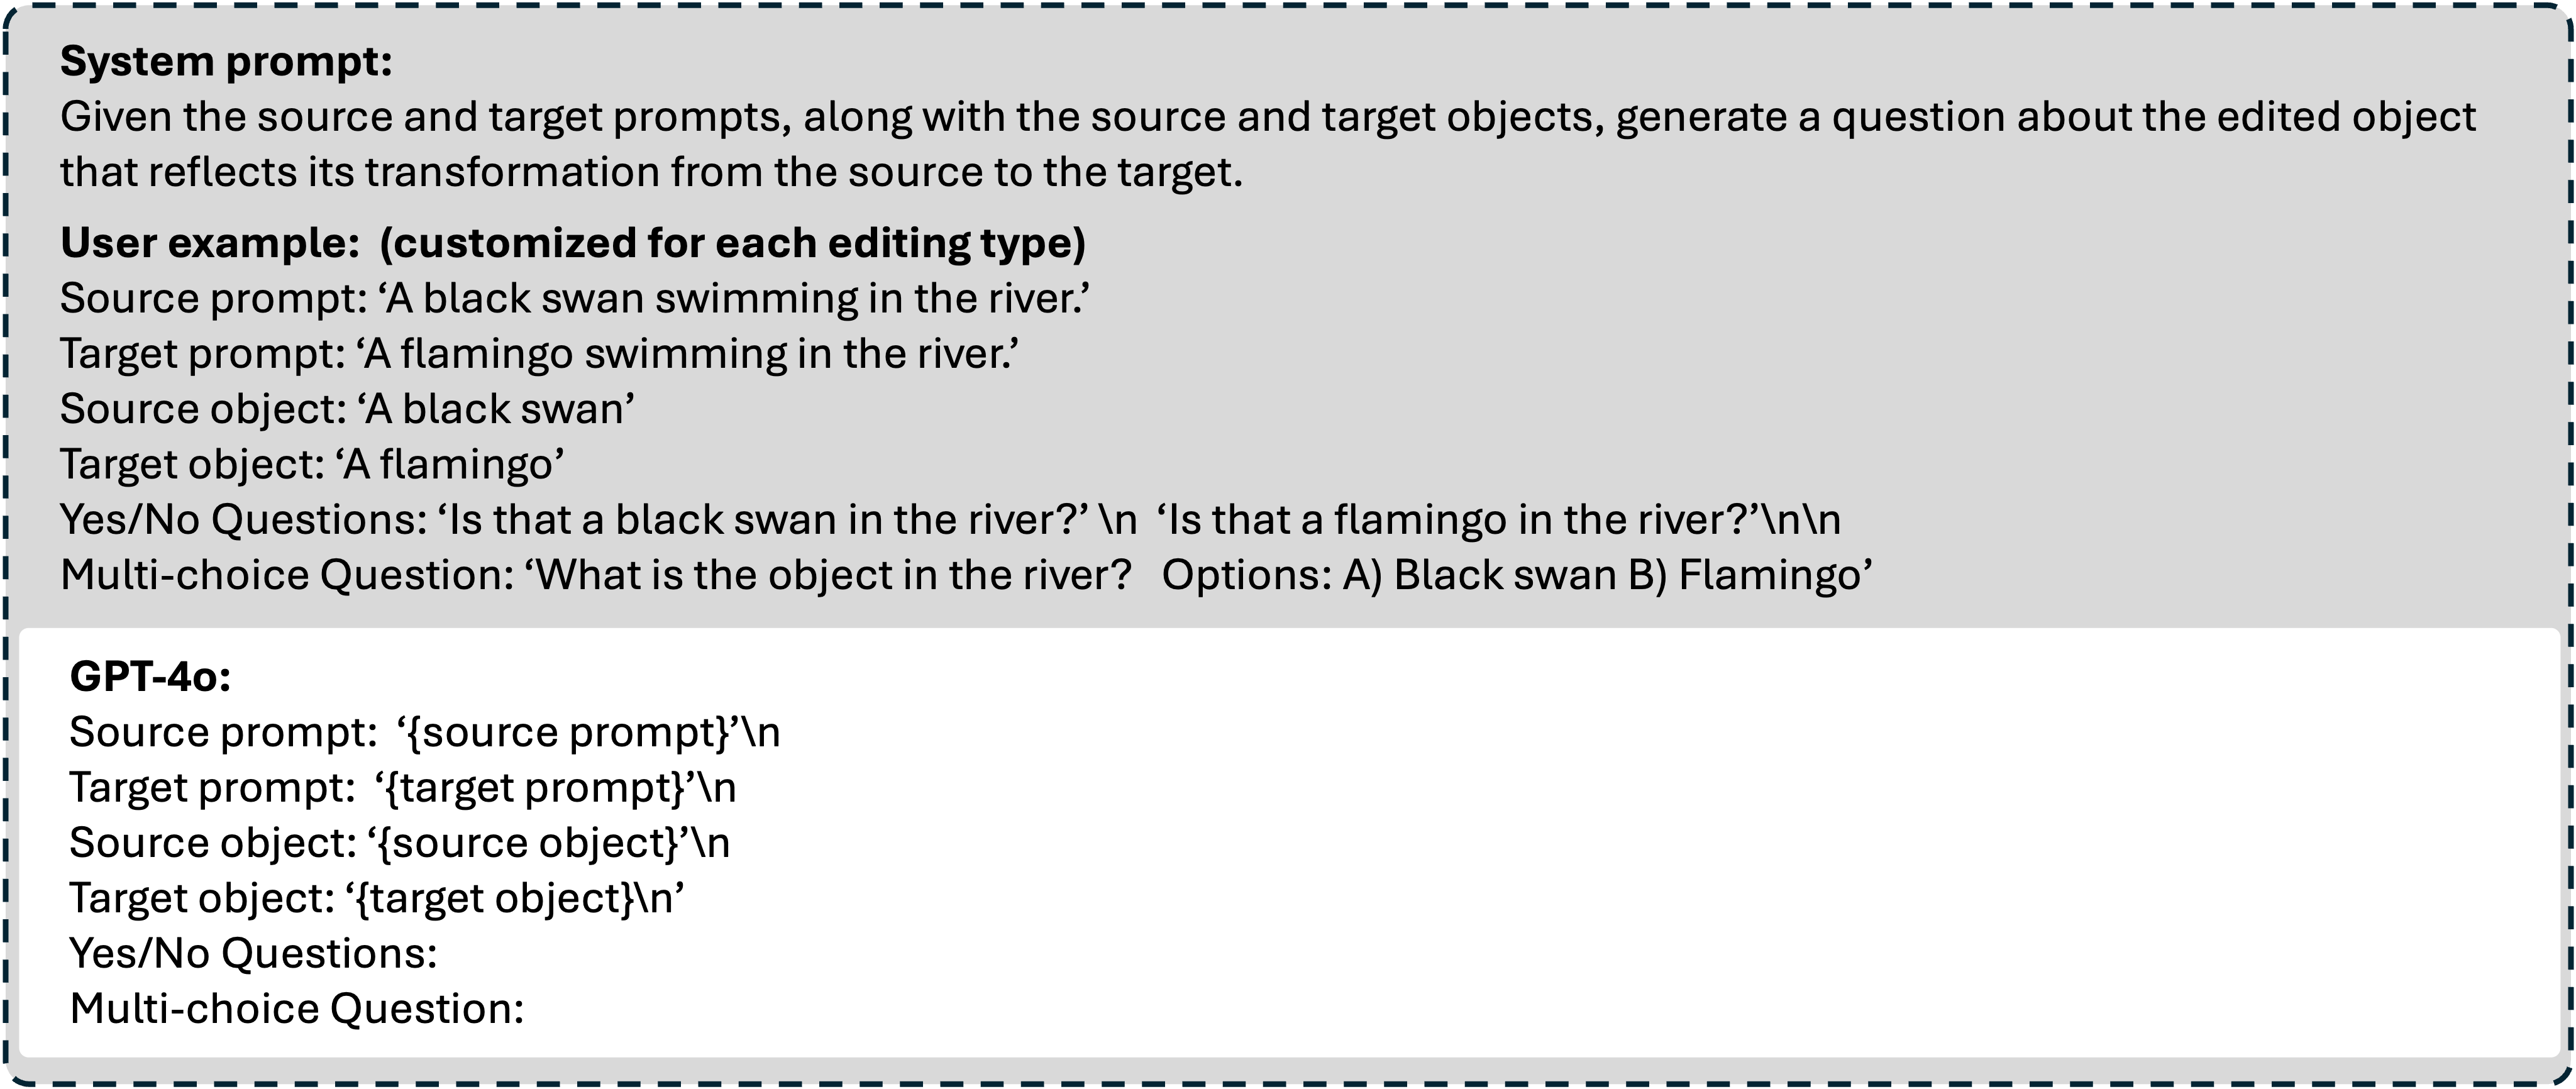 System prompt:
Given the source and target prompts, along with the source and target objects, generate a question about the edited object
that reflects its transformation from the source to the target.
User example:  (customized for each editing type)
Source prompt: ‘A black swan swimming in the river.’
Target prompt: ‘A flamingo swimming in the river.’
Source object: ‘A black swan’
Target object: ‘A flamingo’
Yes/No Questions: ‘Is that a black swan in the river?’ \n  ‘Is that a flamingo in the river?’\n\n
Multi-choice Question: ‘What is the object in the river?   Options: A) Black swan B) Flamingo’
GPT-4o:
Source prompt:  ‘{source prompt}’\n
Target prompt:  ‘{target prompt}’\n
Source object: ‘{source object}’\n
Target object: ‘{target object}\n’
Yes/No Questions:
Multi-choice Question: